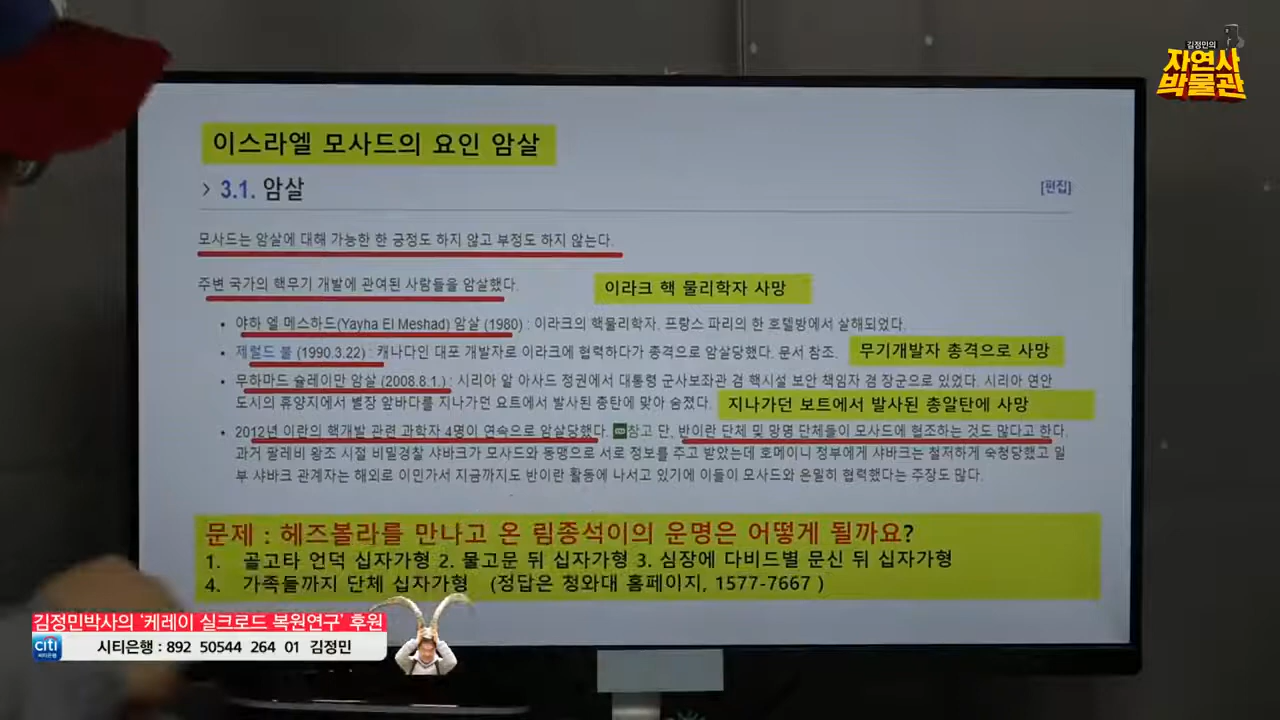 김정민의
자연사
박물관
이스라엘 모사드의 요인 암살
3.1. 암살
[편집]
모사드는 암살에 대해 가능한 한 긍정도 하지 않고 부정도 하지 않는다.
주변 국가의 핵무기 개발에 관여된 사람들을 암살했다.
이라크 핵 물리학자 사망
야하 엘 메스하드(Yayha El Meshad) 암살 (1980) : 이라크의 핵물리학자. 프랑스 파리의 한 호텔방에서 살해되었다.
제럴드 불 (1990.3.22) : 캐나다인 대포 개발자로 이라크에 협력하다가 총격으로 암살당했다. 문서 참조.
무기개발자 총격으로 사망
무하마드 슐레이만 암살 (2008.8.1.) : 시리아 알 아사드 정권에서 대통령 군사보좌관 겸 핵시설 보안 책임자 겸 장군으로 있었다. 시리아 연안
도시의 휴양지에서 별장 앞바다를 지나가던 요트에서 발사된 총탄에 맞아 숨졌다.
지나가던 보트에서 발사된 총알탄에 사망
2012년 이란의 핵개발 관련 과학자 4명이 연속으로 암살당했다. 참고 단, 반이란 단체 및 망명 단체들이 모사드에 협조하는 것도 많다고 한다.
과거 팔레비 왕조 시절 비밀경찰 샤바크가 모사드와 동맹으로 서로 정보를 주고 받았는데 호메이니 정부에게 샤바크는 철저하게 숙청당했고 일
부 샤바크 관계자는 해외로 이민가서 지금까지도 반이란 활동에 나서고 있기에 이들이 모사드와 은밀히 협력했다는 주장도 많다.
문제 : 헤즈볼라를 만나고 온 림종석이의 운명은 어떻게 될까요?
1. 골고타 언덕 십자가형 2. 물고문 뒤 십자가형 3. 심장에 다비드별 문신 뒤 십자가형
4. 가족들까지 단체 십자가형 (정답은 청와대 홈페이지, 1577-7667 )
김정민박사의 '케레이 실크로드 복원연구' 후원
citi
시티은행
시티은행 : 892 50544 264 01 김정민